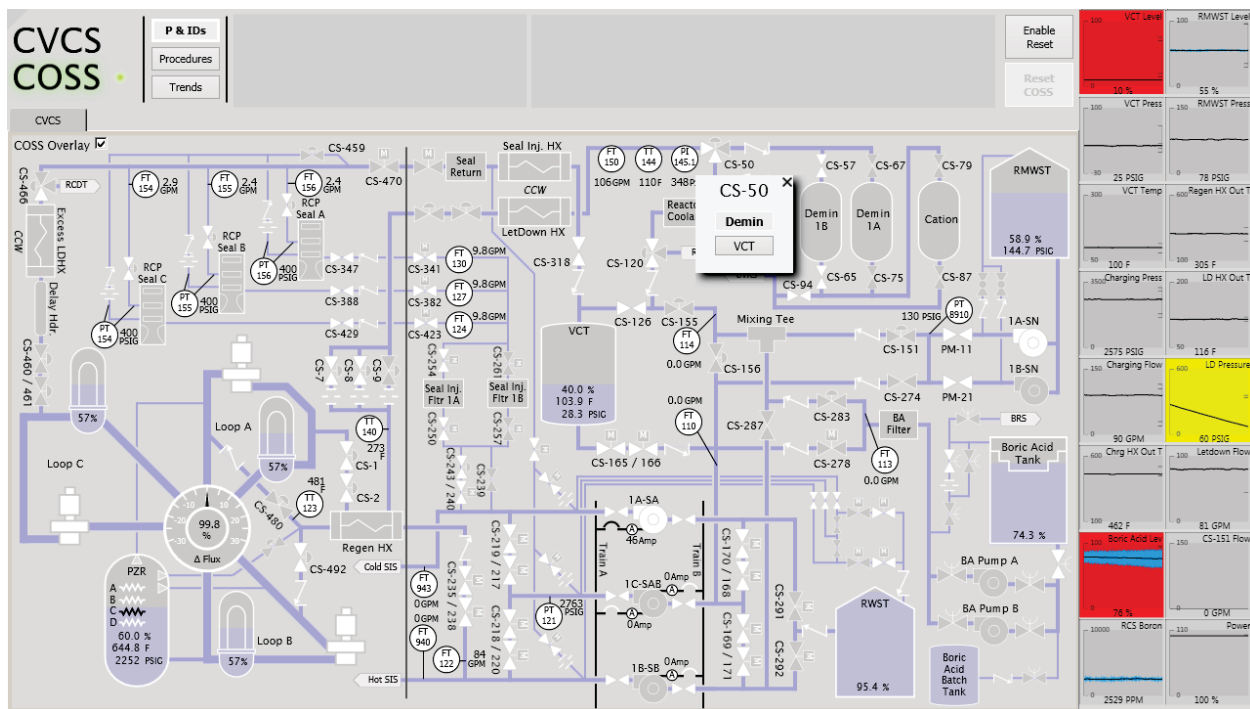 CVCS
COSS
P & IDs
Procedures
Trends
Enable
Reset
Reset
COSS
CVCS
COSS Overlay
CS-466
RCDT
CS-459
CS-470
FT
154
2.9
GPM
FT
155
2.4
GPM
FT
156
2.4
GPM
Seal
Return
Seal Inj. HX
CCW
LetDown HX
FT
150
106GPM
TT
144
110F
PI
145.1
CS-50
CS-57
CS-67
CS-79
CS-50
Demin
VCT
Demin
1B
Demin
1A
Cation
CS-65
CS-75
CS-87
CS-94
RMWST
58.9 %
144.7 PSIG
Excess LDHX
CCW
Delay Hdr.
CS-460 / 461
RCP
Seal A
RCP
Seal B
RCP
Seal C
PT
156
400
PSIG
PT
155
400
PSIG
PT
154
400
PSIG
CS-347
CS-388
CS-429
CS-341
CS-382
CS-423
FT
130
9.8GPM
FT
127
9.8GPM
FT
124
9.8GPM
CS-318
CS-120
CS-126
CS-155
FT
114
0.0 GPM
CS-156
Mixing Tee
130 PSIG
PT
8910
CS-151
PM-11
1A-SN
CS-274
PM-21
1B-SN
VCT
40.0 %
103.9 F
28.3 PSIG
CS-7
CS-8
CS-9
CS-254
CS-261
Seal Inj.
Fltr 1A
Seal Inj.
Fltr 1B
CS-250
CS-257
CS-243 / 240
CS-239
0.0 GPM
FT
110
CS-287
CS-283
CS-278
BA
Filter
FT
113
0.0 GPM
BRS
Boric Acid
Tank
74.3 %
CS-165 / 166
57%
Loop A
57%
Loop C
TT
140
273
F
CS-1
CS-2
481
F
TT
123
CS-480
99.8
%
Δ Flux
Regen HX
Cold SIS
CS-492
FT
943
0GPM
0GPM
FT
940
Hot SIS
CS-235 / 238
FT
122
84
GPM
CS-219 / 217
CS-218 / 220
PT
121
2763
PSIG
1A-SA
46Amp
Train A
Train B
1C-SAB
0Amp
0Amp
1B-SB
0Amp
CS-170 / 168
CS-169 / 171
CS-291
CS-292
RWST
95.4 %
BA Pump A
BA Pump B
Boric
Acid
Batch
Tank
PZR
A
B
C
D
60.0 %
644.8 F
2252 PSIG
Loop B
57%
VCT Level
100
0
10 %
RMWST Level
100
0
55 %
VCT Press
100
-30
25 PSIG
RMWST Press
150
0
78 PSIG
VCT Temp
300
50
100 F
Regen HX Out T
600
0
305 F
Charging Press
3500
0
2575 PSIG
LD HX Out T
200
50
116 F
Charging Flow
150
0
90 GPM
LD Pressure
600
0
60 PSIG
Chrg HX Out T
600
0
462 F
Letdown Flow
100
0
81 GPM
Boric Acid Lev
100
0
76 %
CS-151 Flow
150
0
0 GPM
RCS Boron
10000
0
2529 PPM
Power
110
0
100 %